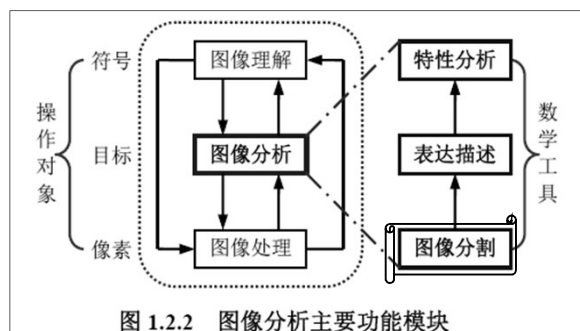 符号 图像理解 特性分析
操作对象 目标 图像分析 表达描述 数学工具
像素 图像处理 图像分割
图 1.2.2 图像分析主要功能模块